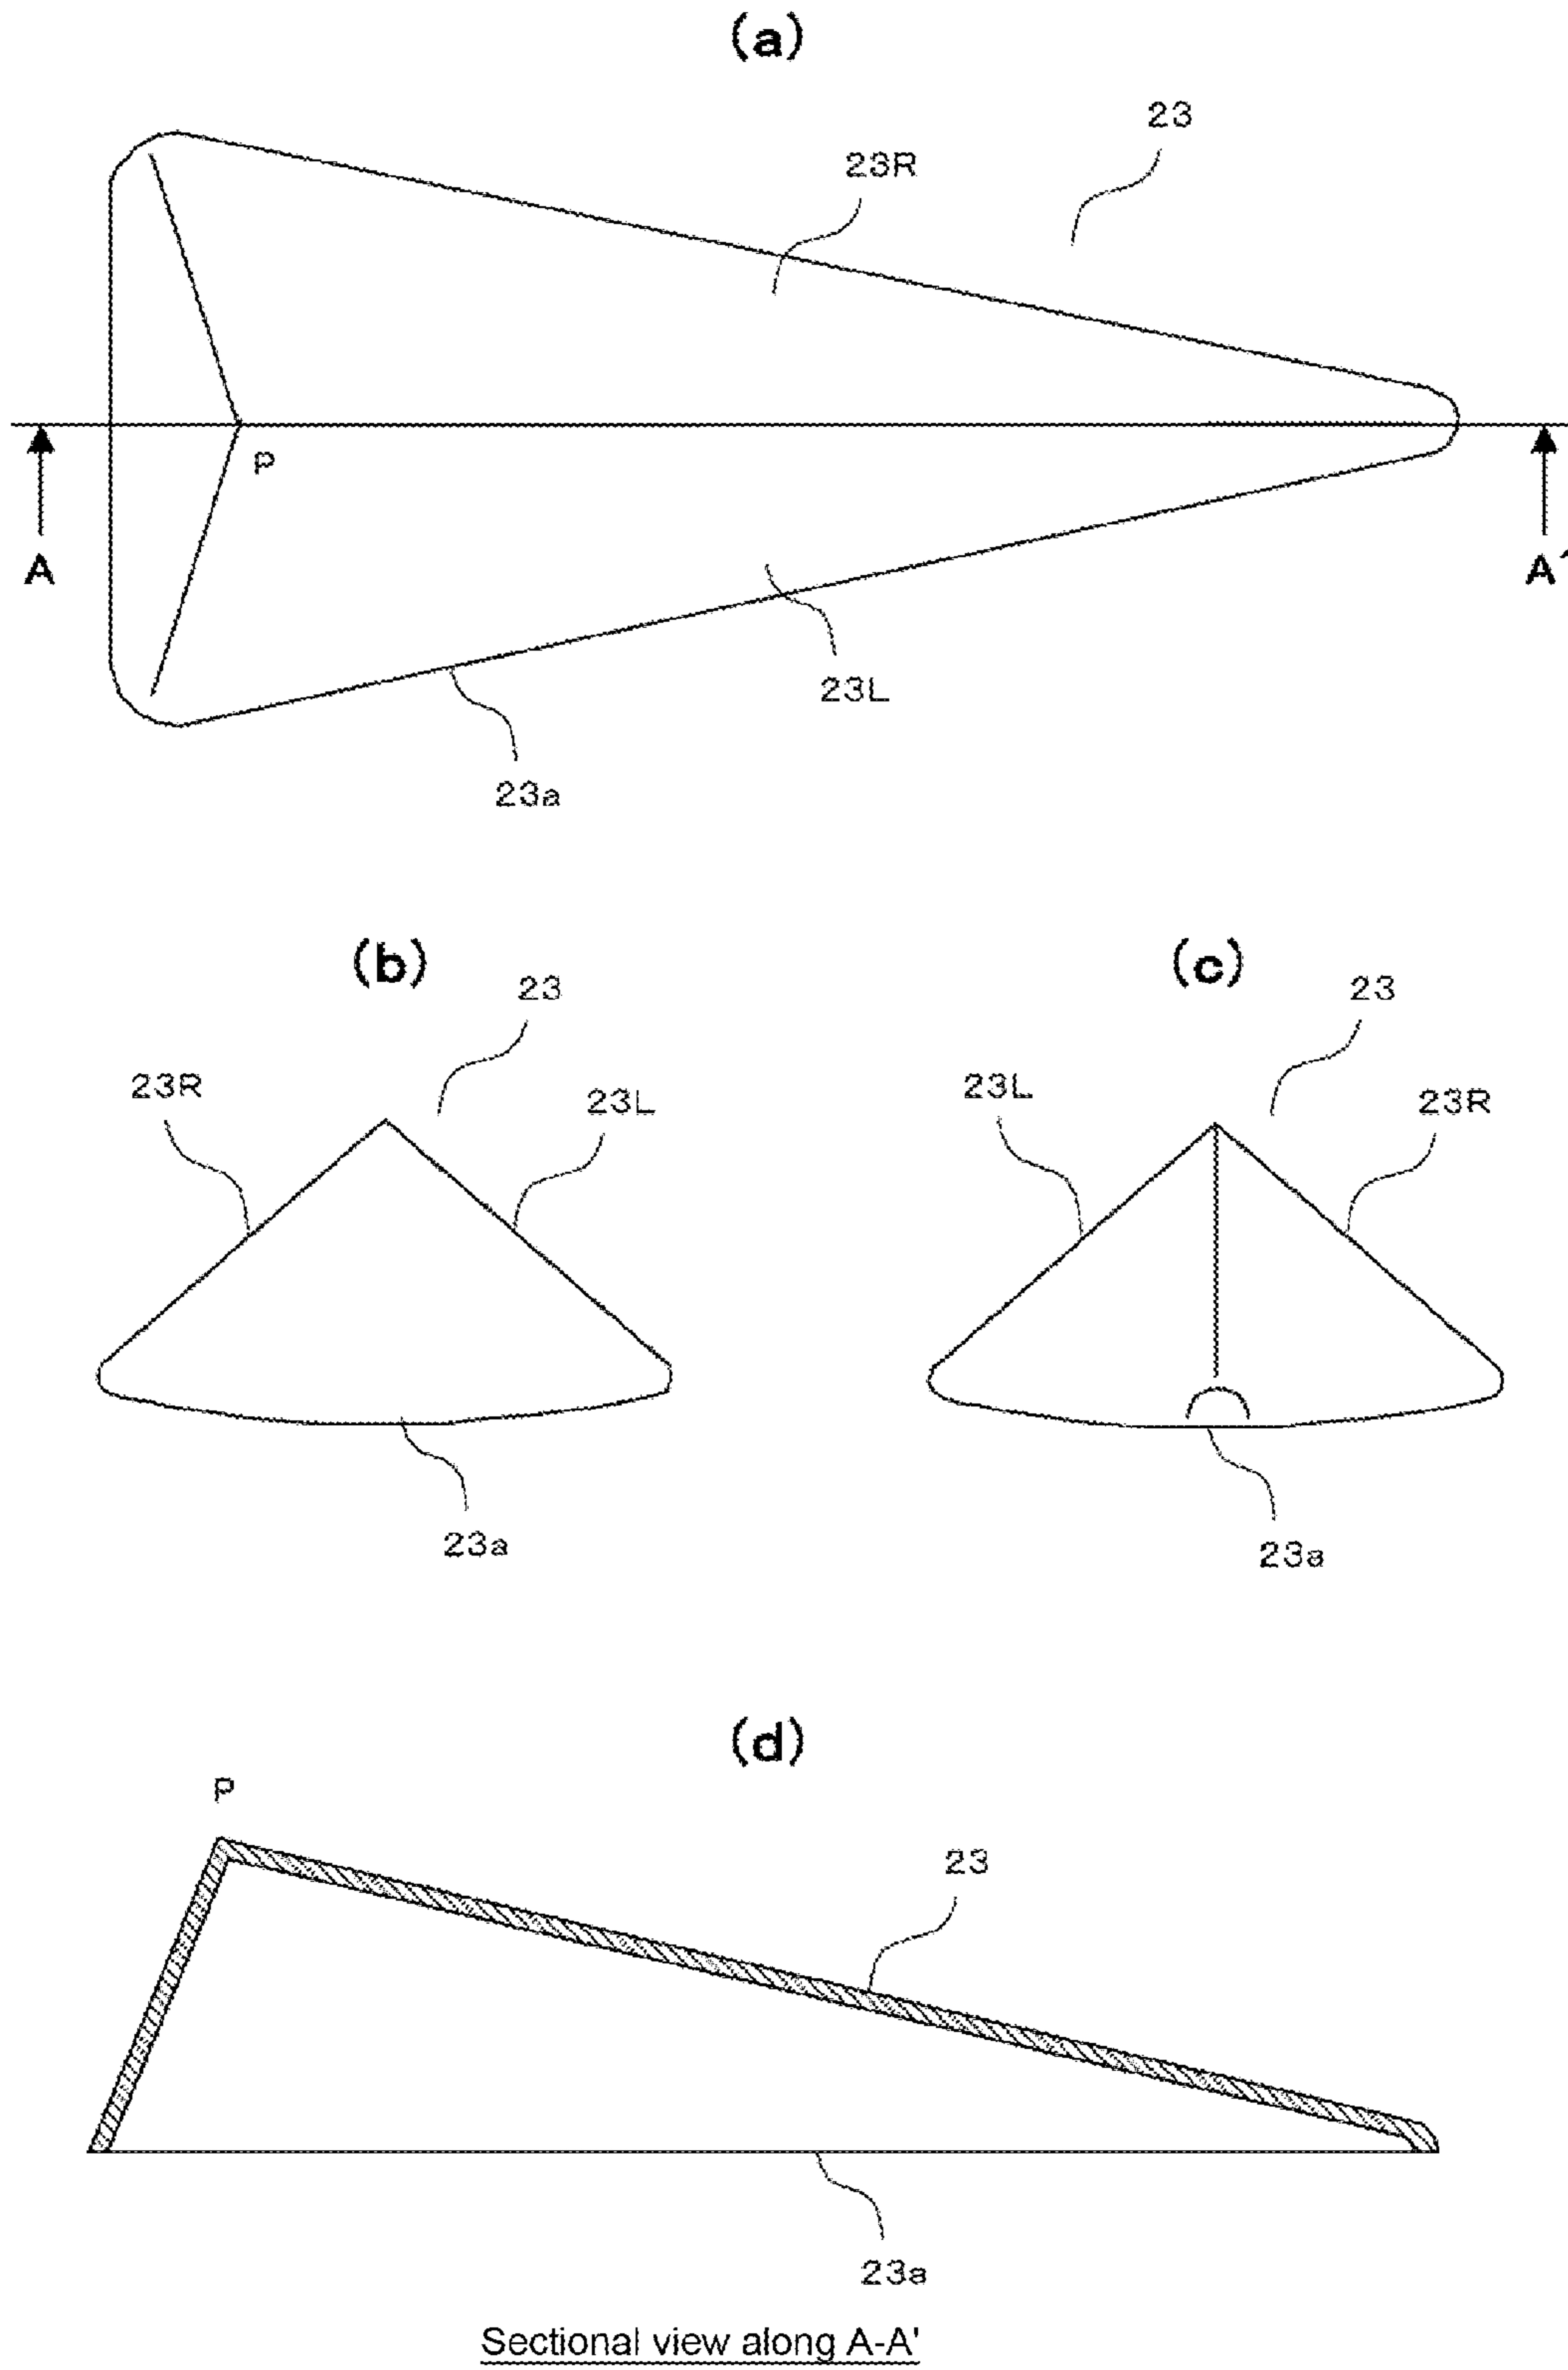 (a)
23
23R
P
A
A´
23L
23a
(b)
(c)
23
23
23R
23L
23L
23R
23a
23a
(d)
P
23
23a
Sectional view along A-A'